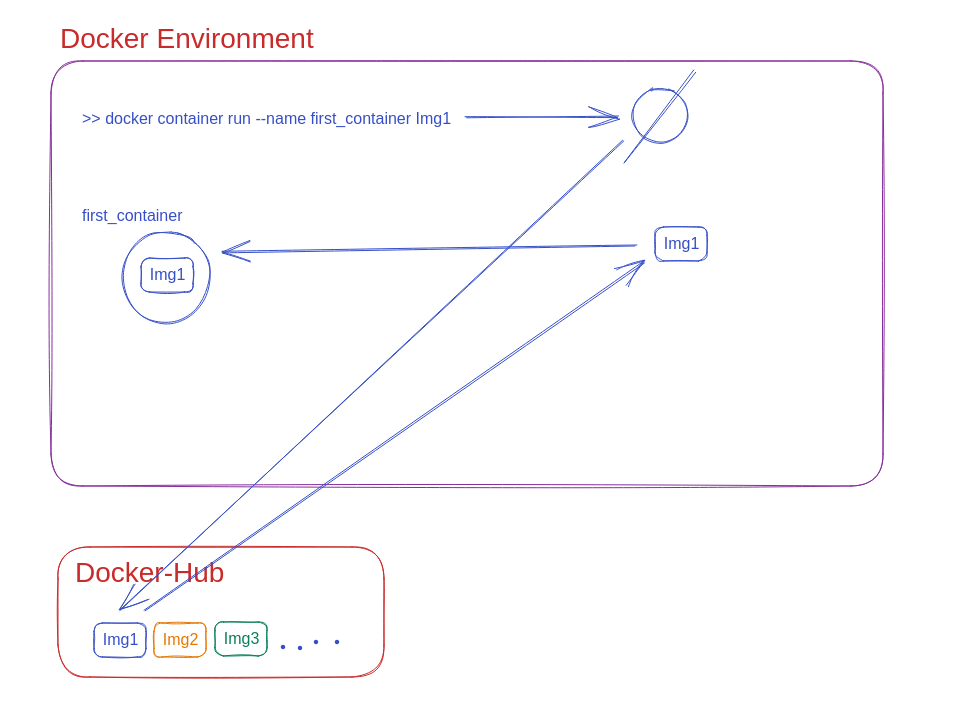 Docker Environment
>> docker container run --name first_container Img1
first_container
Img1
Img1
Docker-Hub
Img1 Img2 Img3 . . . .